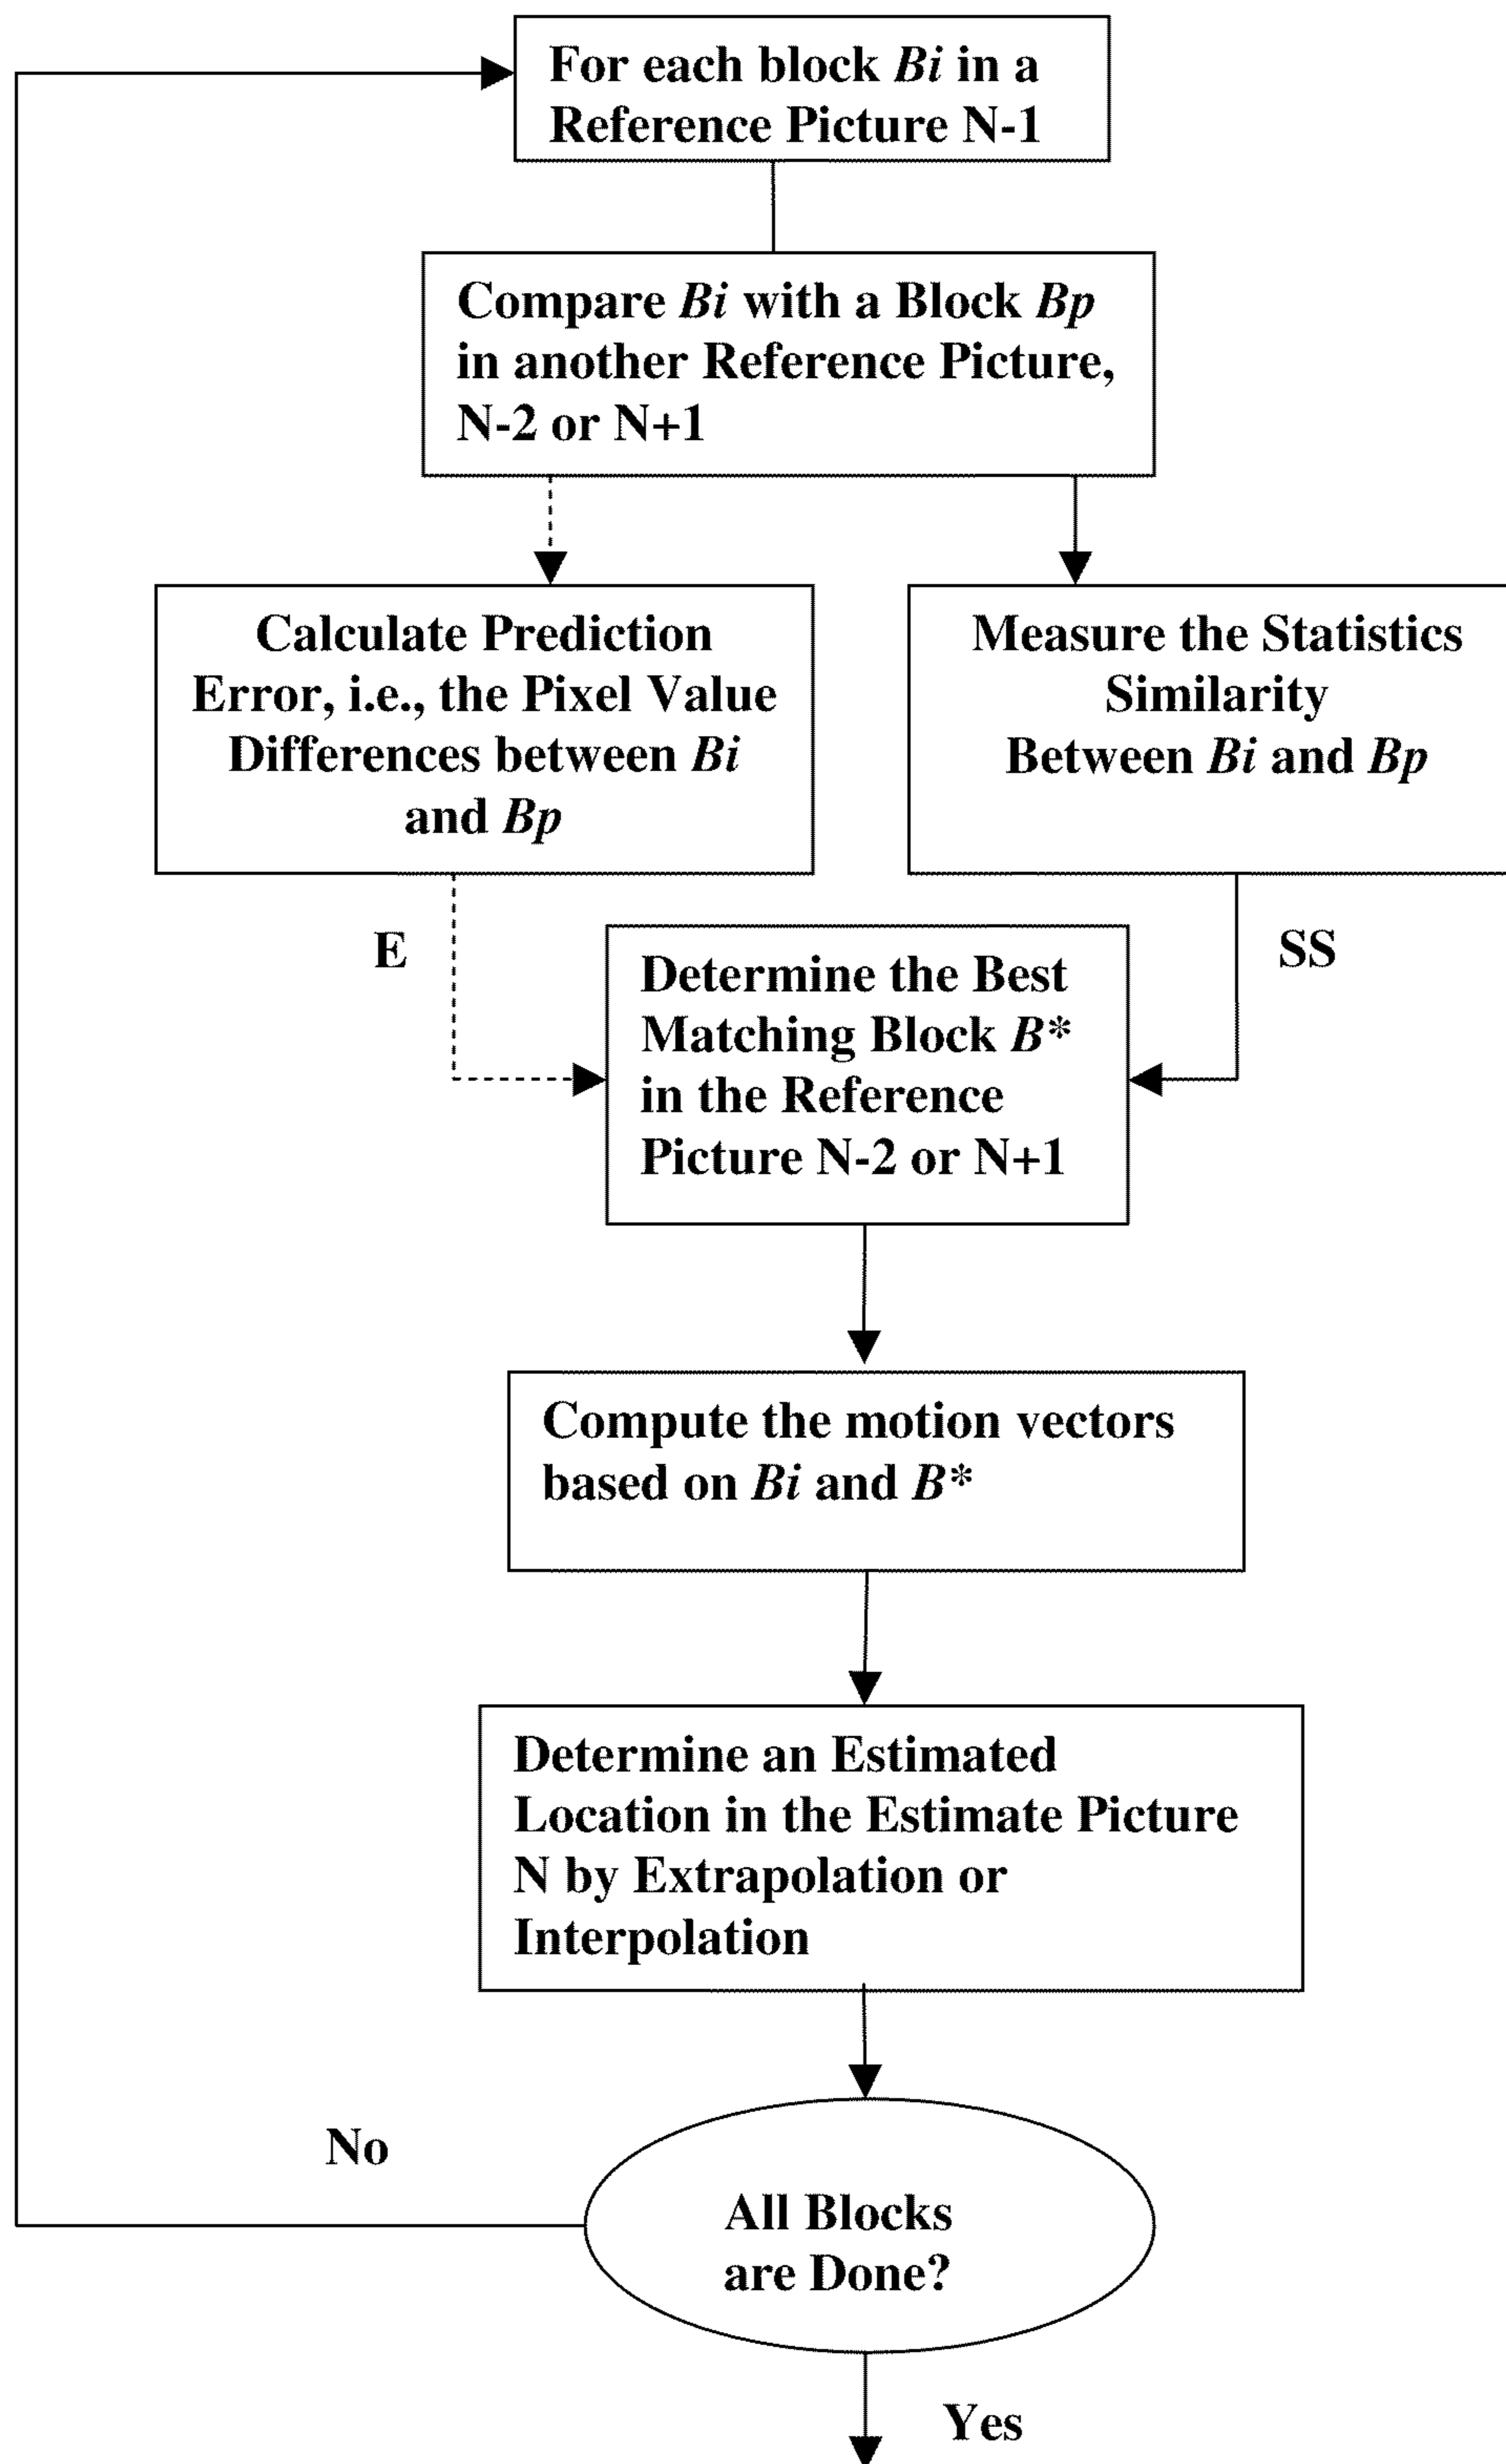 For each block Bi in a
Reference Picture N-1
Compare Bi with a Block Bp
in another Reference Picture,
N-2 or N+1
Calculate Prediction
Error, i.e., the Pixel Value
Differences between Bi
and Bp
Measure the Statistics
Similarity
Between Bi and Bp
E
SS
Determine the Best
Matching Block B*
in the Reference
Picture N-2 or N+1
Compute the motion vectors
based on Bi and B*
Determine an Estimated
Location in the Estimate Picture
N by Extrapolation or
Interpolation
No
All Blocks
are Done?
Yes